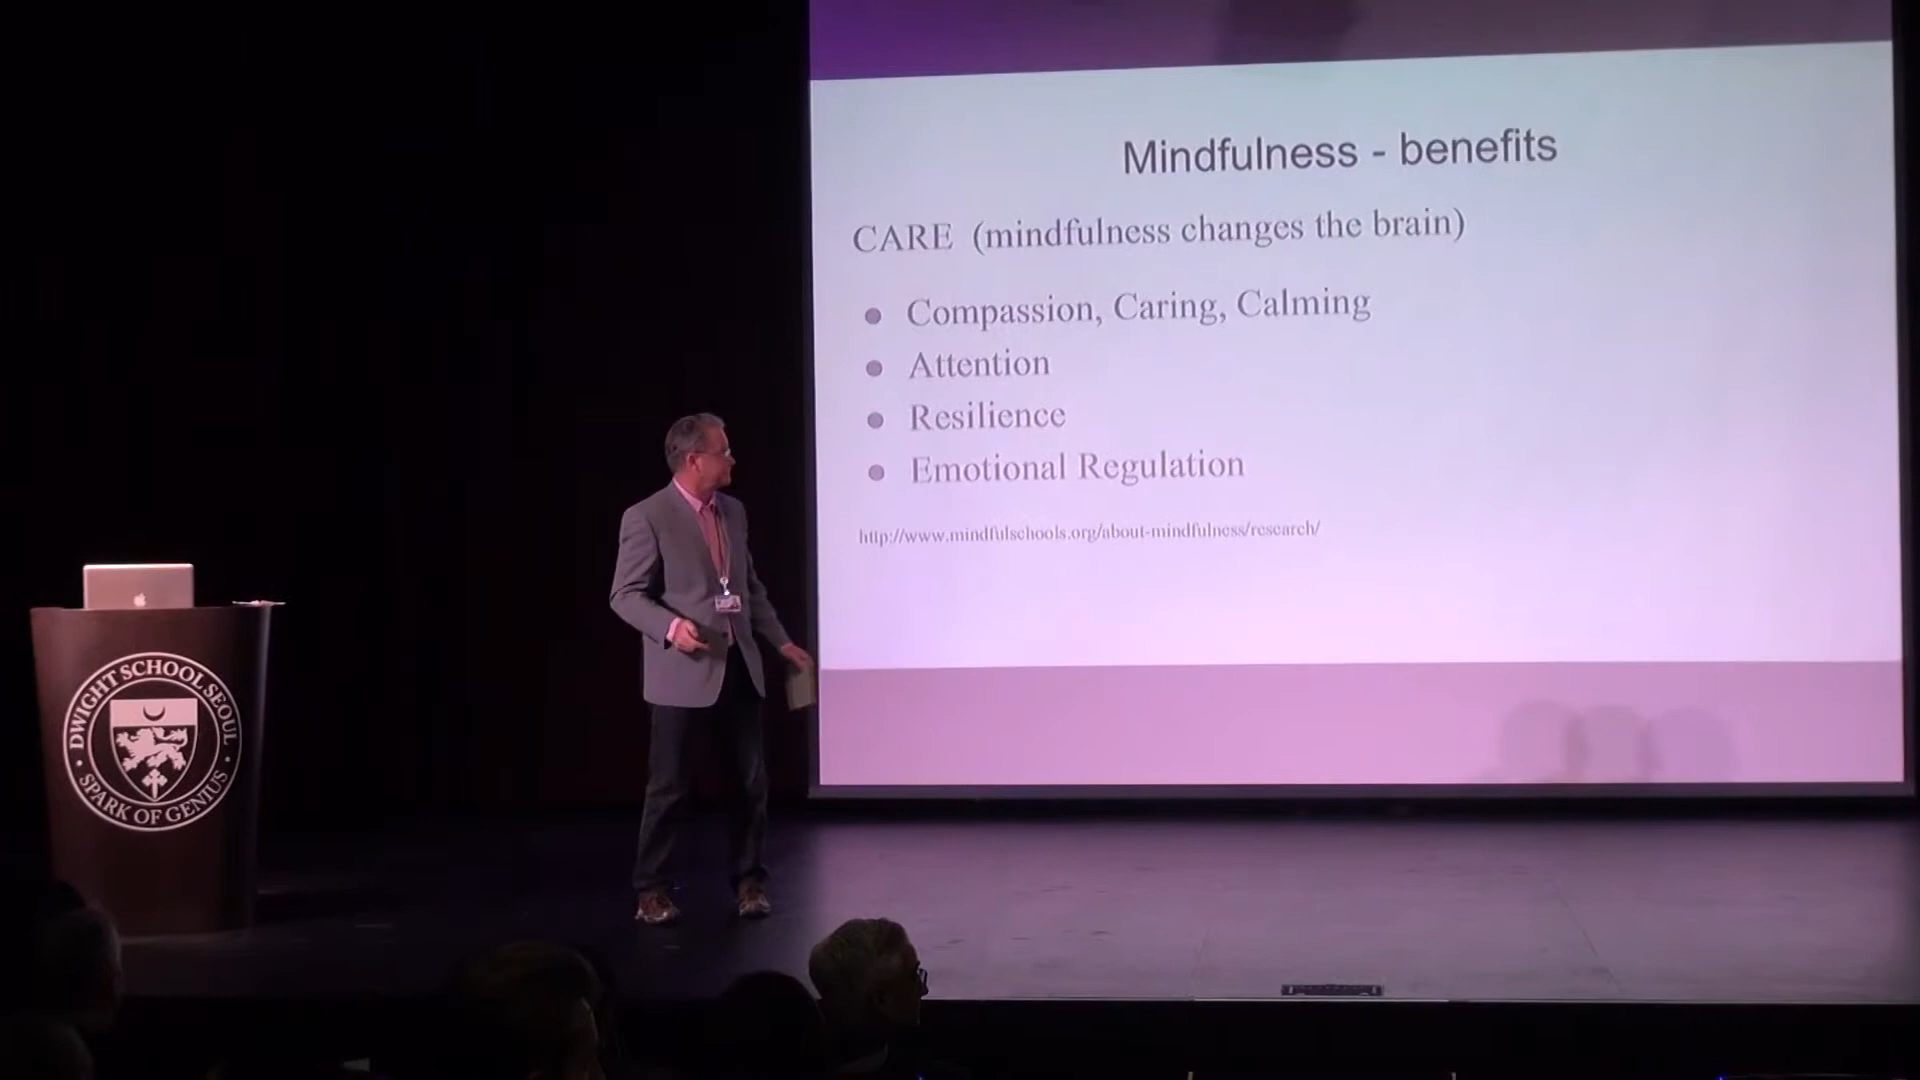 Mindfulness - benefits
CARE (mindfulness changes the brain)
• Compassion, Caring, Calming
• Attention
• Resilience
• Emotional Regulation
http://www.mindfulschools.org/about-mindfulness/research/
DWIGHT SCHOOL SEOUL
SPARK OF GENIUS